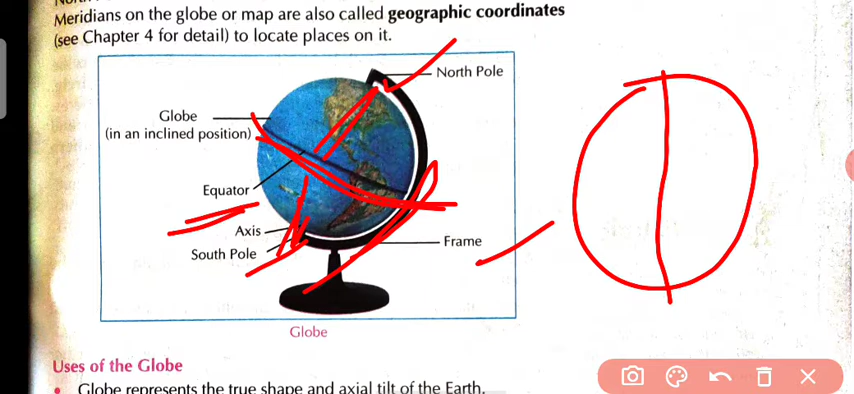 Meridians on the globe or map are also called geographic coordinates
(see Chapter 4 for detail) to locate places on it.
North Pole
Globe
(in an inclined position)
Equator
Axis
South Pole
Frame
Globe
Uses of the Globe
• Globe represents the true shape and axial tilt of the Earth.